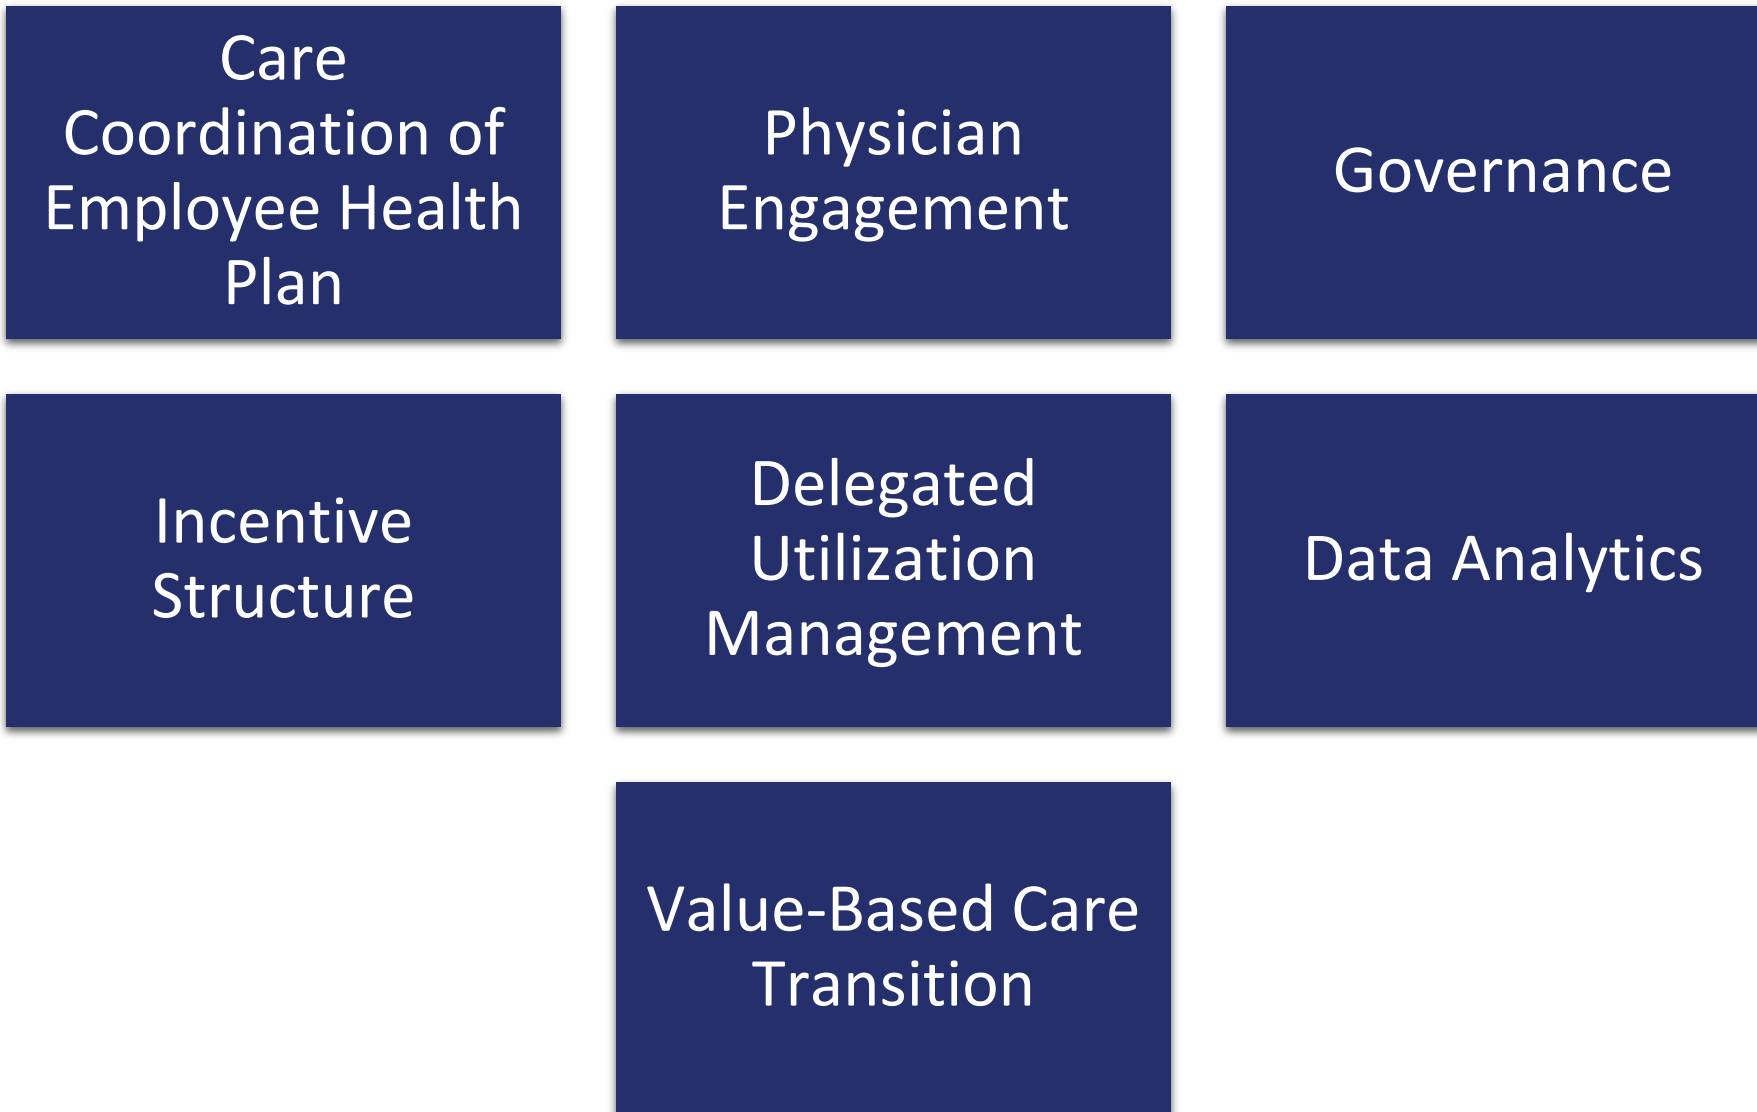 Care
Coordination of
Employee Health
Plan
Physician
Engagement
Governance
Incentive
Structure
Delegated
Utilization
Management
Data Analytics
Value-Based Care
Transition